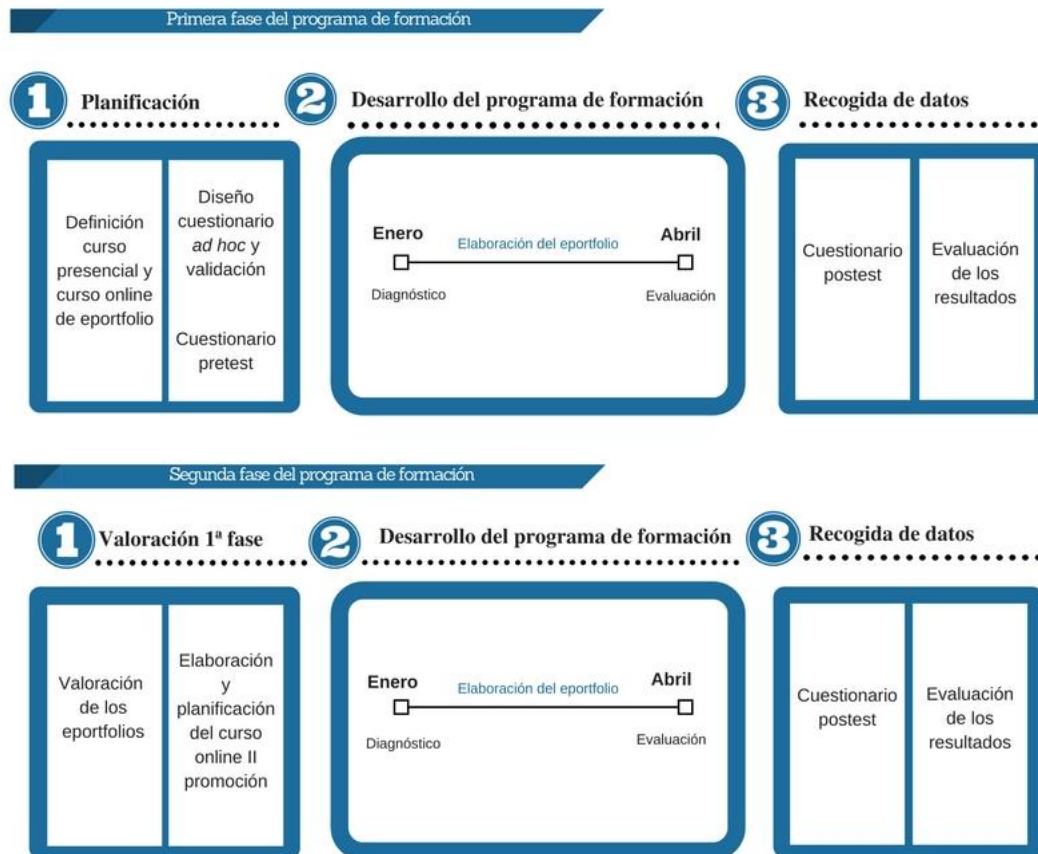 Primera fase del programa de formación
1
Planificación
2
Desarrollo del programa de formación
3
Recogida de datos
Definición
curso
presencial y
curso online
de eportfolio
Diseño
cuestionario
ad hoc y
validación
Cuestionario
pretest
Enero
Elaboración del eportfolio
Abril
Diagnóstico
Evaluación
Cuestionario
postest
Evaluación
de los
resultados
Segunda fase del programa de formación
1
Valoración 1ª fase
2
Desarrollo del programa de formación
3
Recogida de datos
Valoración
de los
eportfolios
Elaboración
y
planificación
del curso
online II
promoción
Enero
Elaboración del eportfolio
Abril
Diagnóstico
Evaluación
Cuestionario
postest
Evaluación
de los
resultados